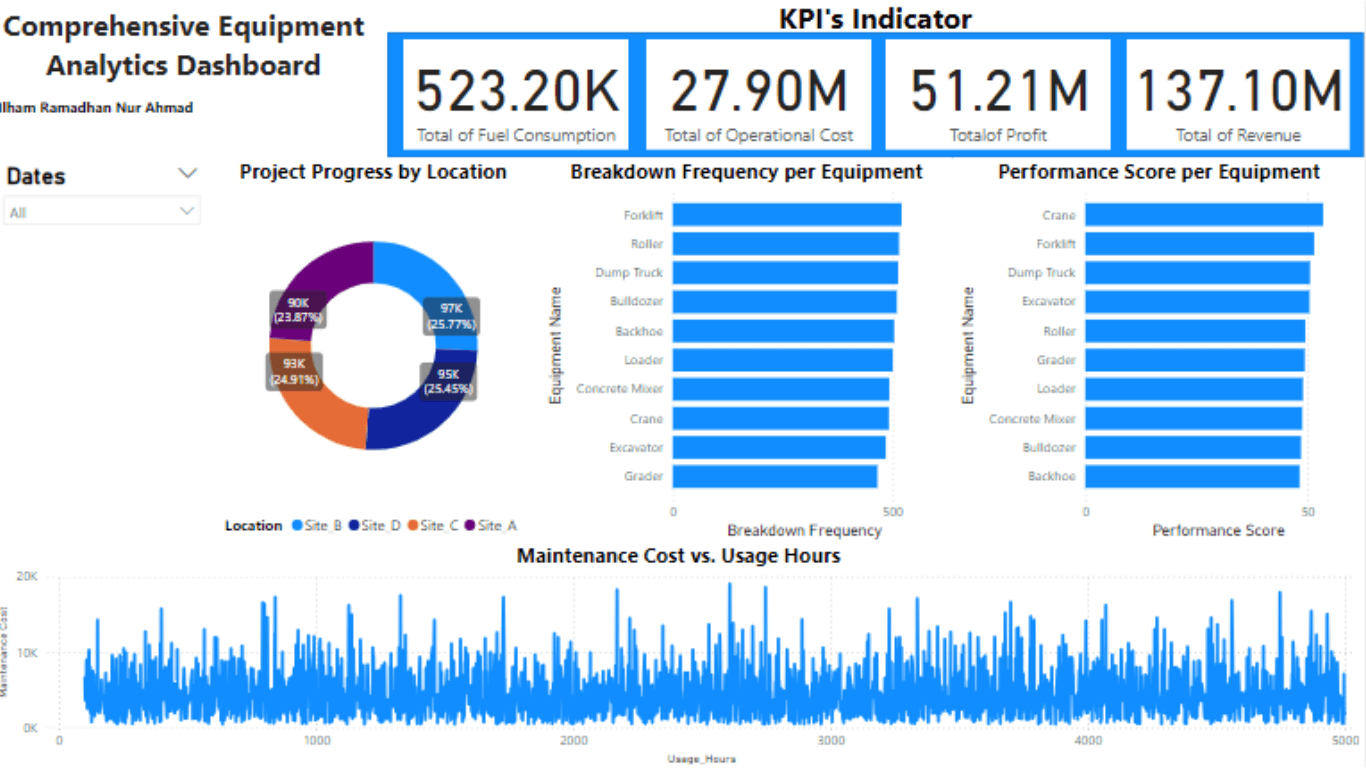 Comprehensive Equipment
Analytics Dashboard
Ilham Ramadhan Nur Ahmad
KPI's Indicator
523.20K
Total of Fuel Consumption
27.90M
Total of Operational Cost
51.21M
Totalof Profit
137.10M
Total of Revenue
Dates
All
Project Progress by Location
90K
(23.87%)
97K
(25.77%)
93K
(24.91%)
95K
(25.45%)
Location Site_B Site_D Site_C Site_A
Breakdown Frequency per Equipment
Equipment Name
Forklift
Roller
Dump Truck
Bulldozer
Backhoe
Loader
Concrete Mixer
Crane
Excavator
Grader
0 500
Breakdown Frequency
Performance Score per Equipment
Equipment Name
Crane
Forklift
Dump Truck
Excavator
Roller
Grader
Loader
Concrete Mixer
Bulldozer
Backhoe
0 50
Performance Score
Maintenance Cost vs. Usage Hours
Maintenance Cost
20K
10K
0K
0 1000 2000 3000 4000 5000
Usage_Hours